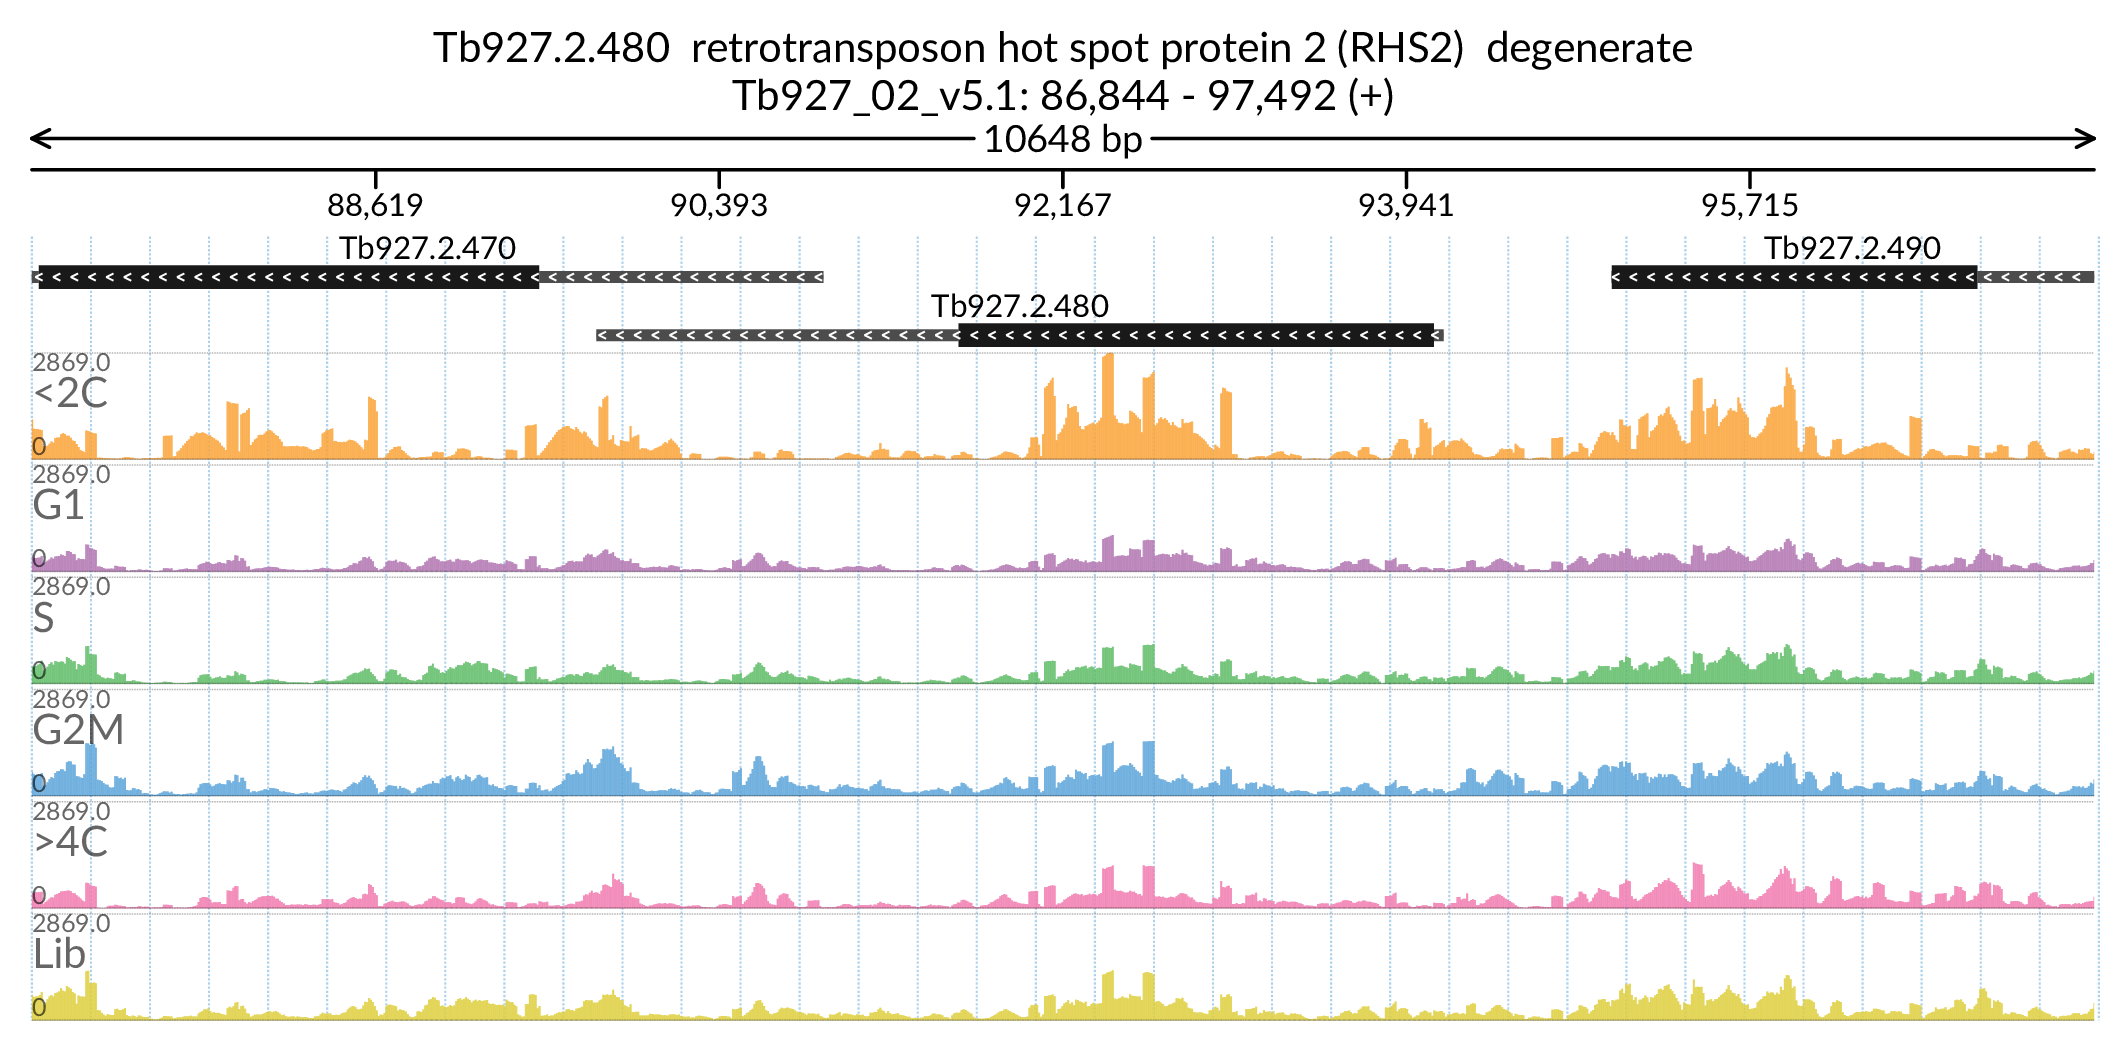 Tb927.2.480 retrotransposon hot spot protein 2 (RHS2) degenerate
Tb927_02_v5.1: 86,844 - 97,492 (+)
10648 bp
88,619 90,393 92,167 93,941 95,715
Tb927.2.470 Tb927.2.490
Tb927.2.480
2869.0
<2C
0
2869.0
G1
0
2869.0
S
0
2869.0
G2M
0
2869.0
>4C
0
2869.0
Lib
0